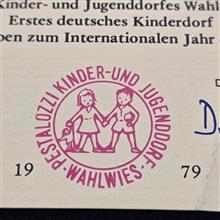 Kinder- und Jugenddorfes Wahl
Erstes deutsches Kinderdorf
ben zum Internationalen Jahr
PESTALOZZI KINDER-UND JUGENDDORF
·WAHLWIES·
19 79